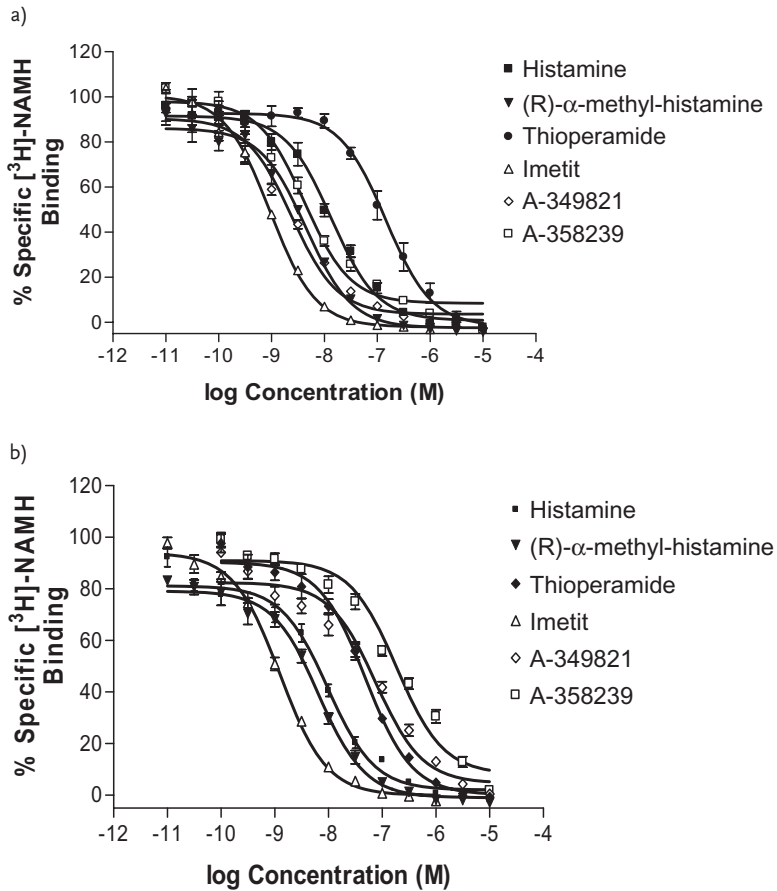 a)
120
100
80
60
40
20
0
% Specific [³H]-NAMH
Binding
-12 -11 -10 -9 -8 -7 -6 -5 -4
log Concentration (M)
Histamine
(R)-α-methyl-histamine
Thioperamide
Imetit
A-349821
A-358239
b)
120
100
80
60
40
20
0
% Specific [³H]-NAMH
Binding
-12 -11 -10 -9 -8 -7 -6 -5 -4
log Concentration (M)
Histamine
(R)-α-methyl-histamine
Thioperamide
Imetit
A-349821
A-358239